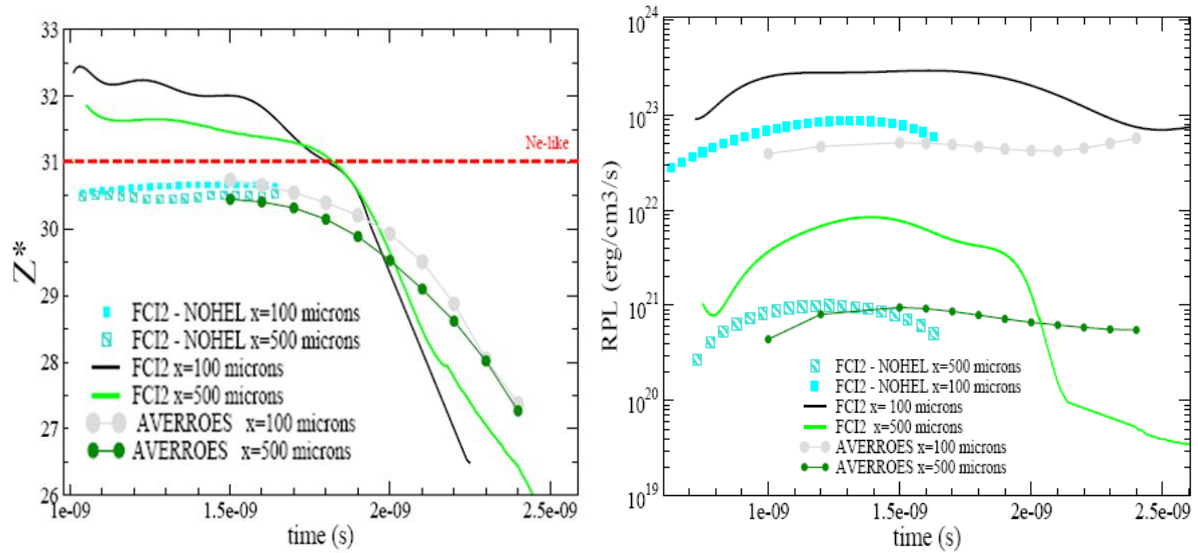 33
32
31
30
29
28
27
26
Z*
Ne-like
FCI2 - NOHEL x=100 microns
FCI2 - NOHEL x=500 microns
FCI2 x=100 microns
FCI2 x=500 microns
AVERROES x=100 microns
AVERROES x=500 microns
1e-09 1.5e-09 2e-09 2.5e-09
time (s)
10^24
10^23
10^22
10^21
10^20
10^19
RPL (erg/cm3/s)
FCI2 - NOHEL x=500 microns
FCI2 - NOHEL x=100 microns
FCI2 x= 100 microns
FCI2 x=500 microns
AVERROES x=100 microns
AVERROES x=500 microns
1e-09 1.5e-09 2e-09 2.5e-09
time (s)